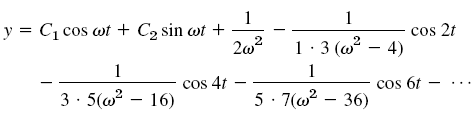 y = C₁ cos ωt + C₂ sin ωt + 1/(2ω²) − 1/(1 · 3 (ω² − 4)) cos 2t
− 1/(3 · 5(ω² − 16)) cos 4t − 1/(5 · 7(ω² − 36)) cos 6t − ⋯